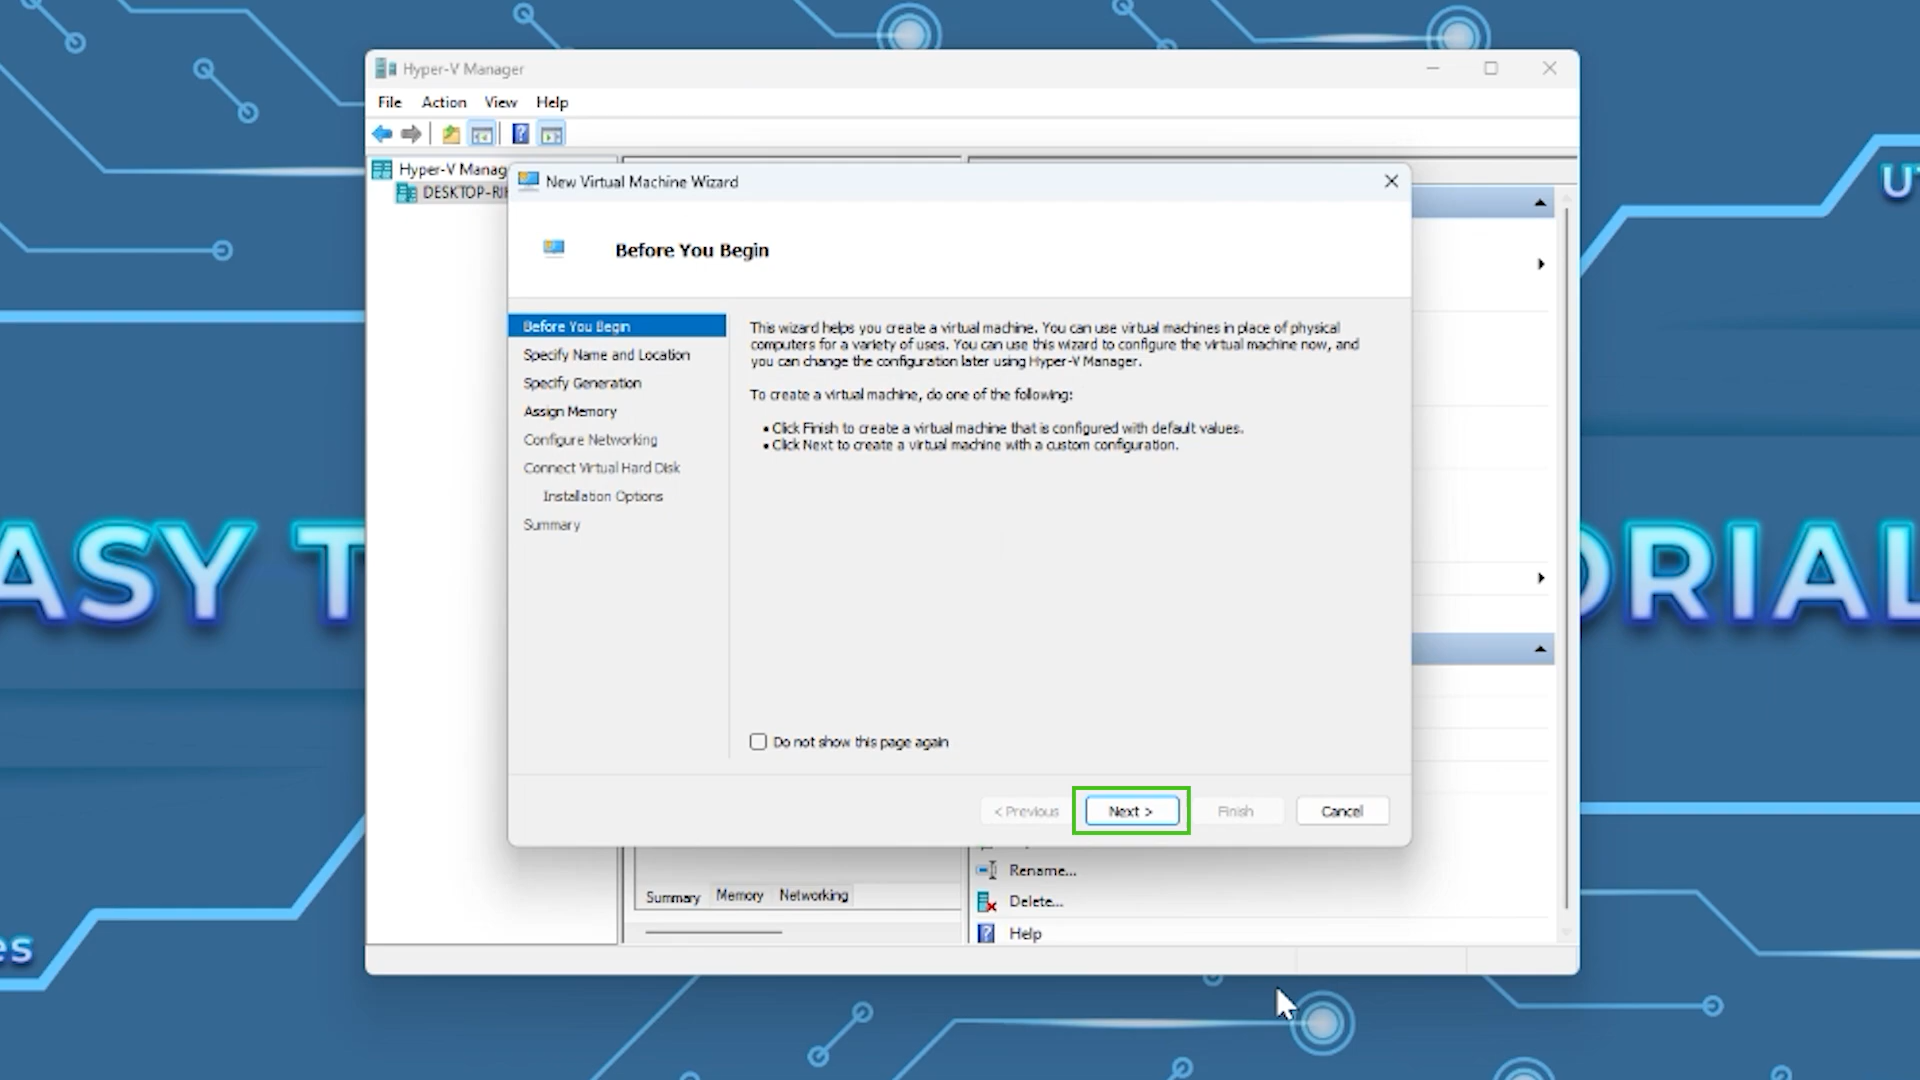 Hyper-V Manager
File Action View Help
Hyper-V Manag
DESKTOP-RI
New Virtual Machine Wizard
Before You Begin
Before You Begin
Specify Name and Location
Specify Generation
Assign Memory
Configure Networking
Connect Virtual Hard Disk
Installation Options
Summary
This wizard helps you create a virtual machine. You can use virtual machines in place of physical
computers for a variety of uses. You can use this wizard to configure the virtual machine now, and
you can change the configuration later using Hyper-V Manager.
To create a virtual machine, do one of the following:
• Click Finish to create a virtual machine that is configured with default values.
• Click Next to create a virtual machine with a custom configuration.
Do not show this page again
< Previous Next > Finish Cancel
Summary Memory Networking
Rename...
Delete...
Help
ASY T
ORIAL
UT
es